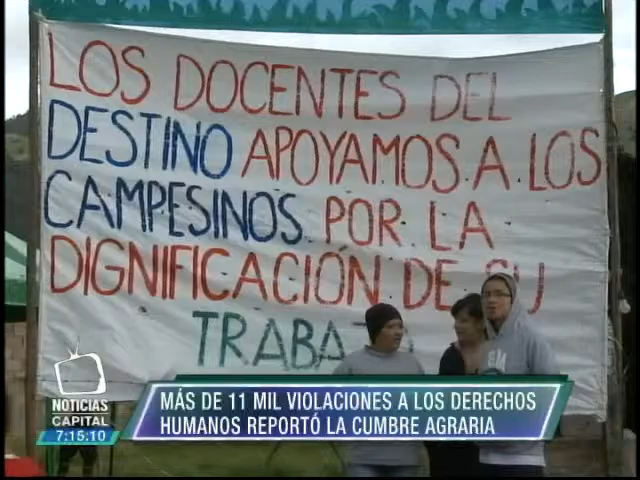 LOS DOCENTES DEL
DESTINO APOYAMOS A LOS
CAMPESINOS POR LA
DIGNIFICACIÓN DE SU
TRABAJO
NOTICIAS
CAPITAL
7:15:10
MÁS DE 11 MIL VIOLACIONES A LOS DERECHOS
HUMANOS REPORTÓ LA CUMBRE AGRARIA